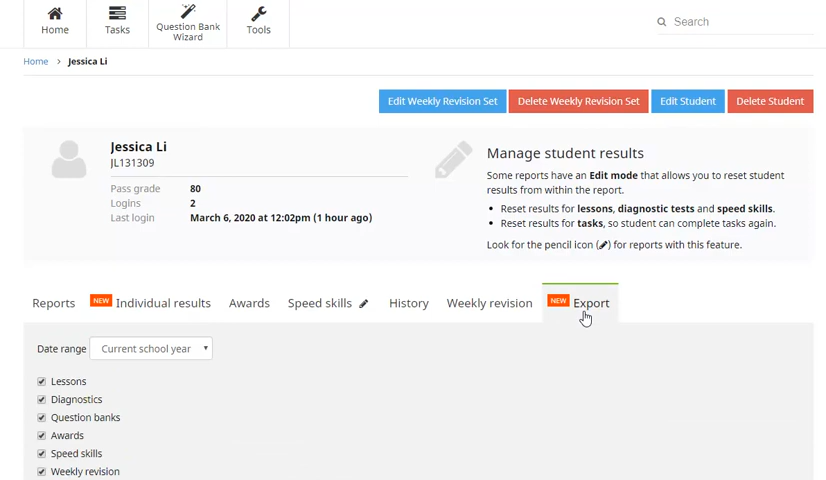 Home
Tasks
Question Bank
Wizard
Tools
Search
Home > Jessica Li
Edit Weekly Revision Set
Delete Weekly Revision Set
Edit Student
Delete Student
Jessica Li
JL131309
Pass grade 80
Logins 2
Last login March 6, 2020 at 12:02pm (1 hour ago)
Manage student results
Some reports have an Edit mode that allows you to reset student
results from within the report.
• Reset results for lessons, diagnostic tests and speed skills.
• Reset results for tasks, so student can complete tasks again.
Look for the pencil icon ( ) for reports with this feature.
Reports
NEW Individual results
Awards
Speed skills
History
Weekly revision
NEW Export
Date range Current school year
Lessons
Diagnostics
Question banks
Awards
Speed skills
Weekly revision